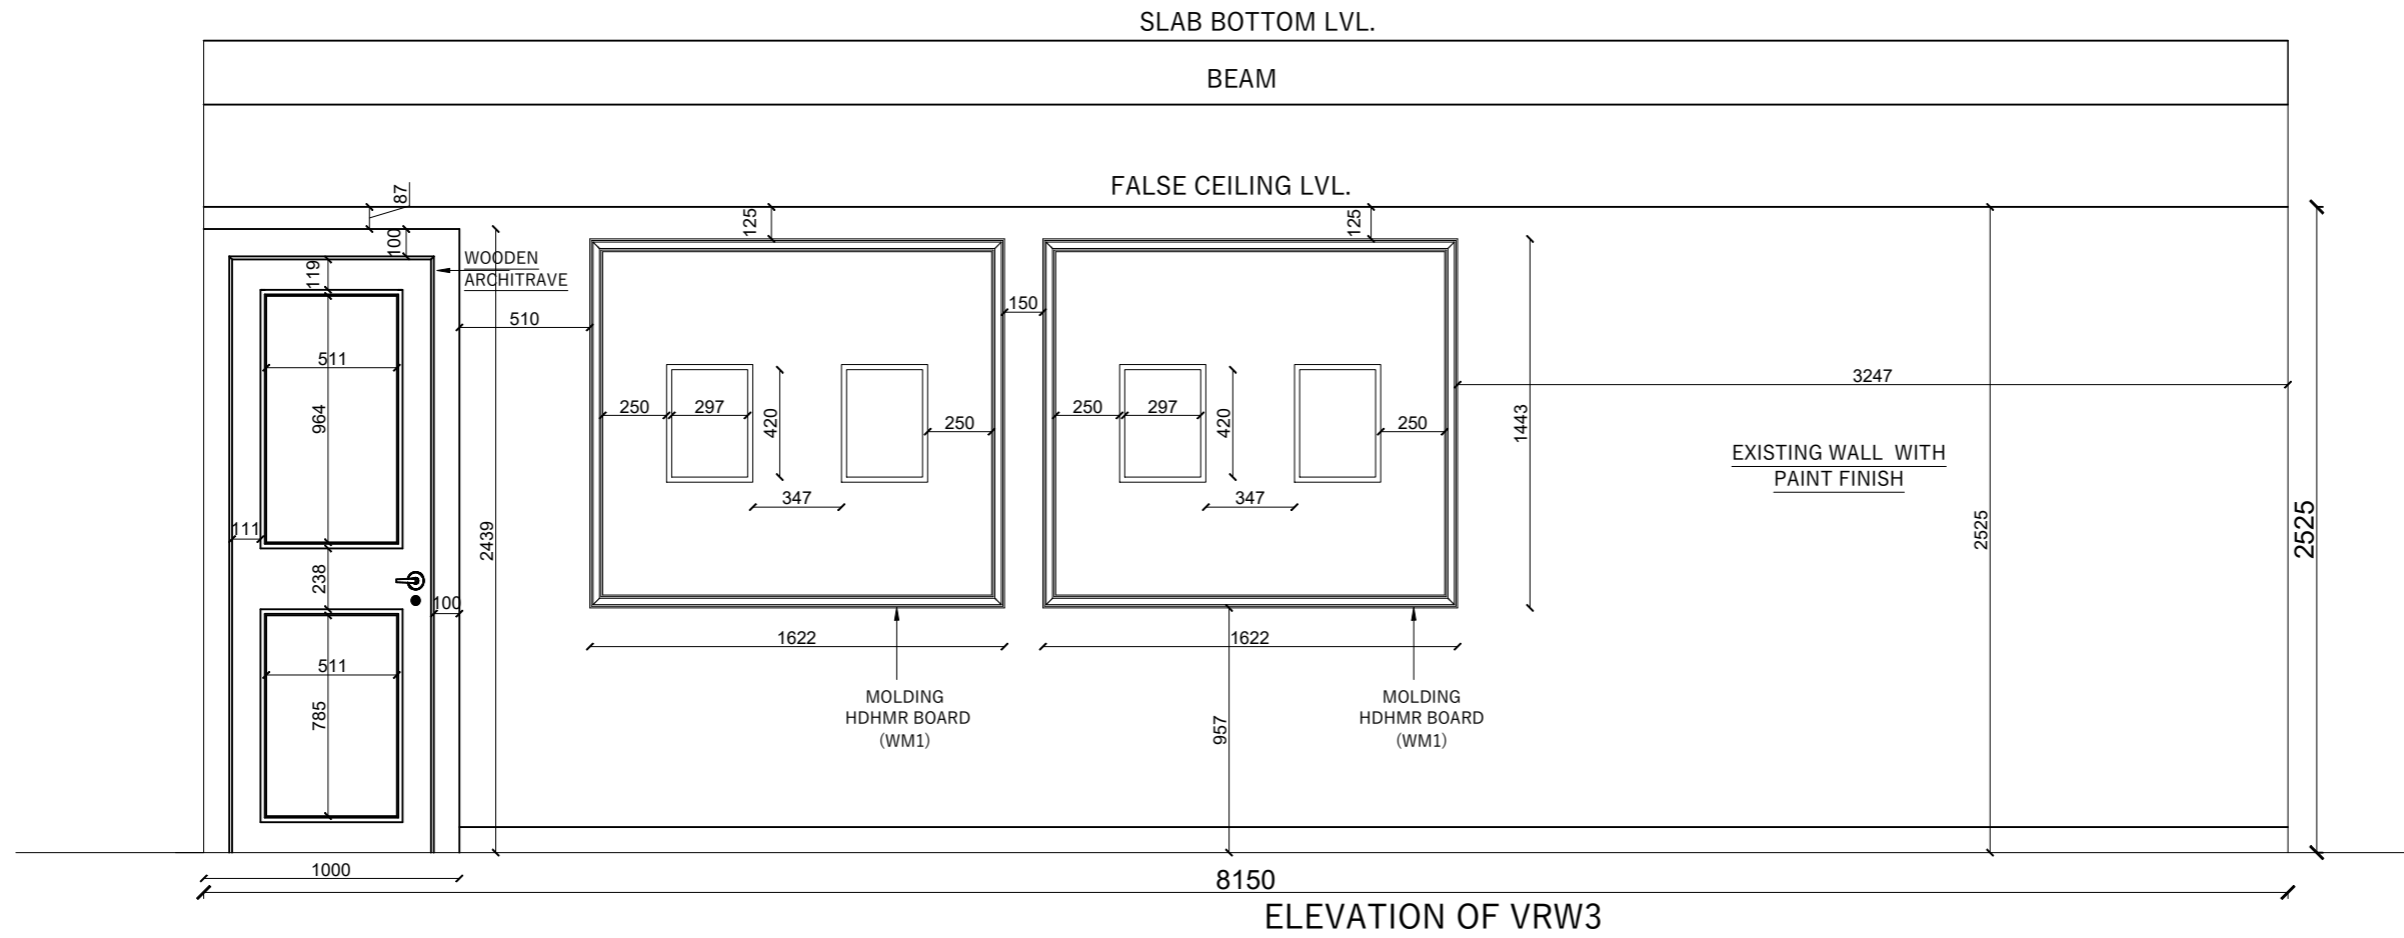 SLAB BOTTOM LVL.
BEAM
FALSE CEILING LVL.
87
125
125
100
WOODEN
ARCHITRAVE
119
150
510
511
964
3247
250
297
420
250
250
297
420
250
1443
EXISTING WALL  WITH
PAINT FINISH
347
347
111
2439
2525
2525
238
100
1622
1622
511
785
MOLDING
HDHMR BOARD
(WM1)
MOLDING
HDHMR BOARD
(WM1)
957
1000
8150
ELEVATION OF VRW3